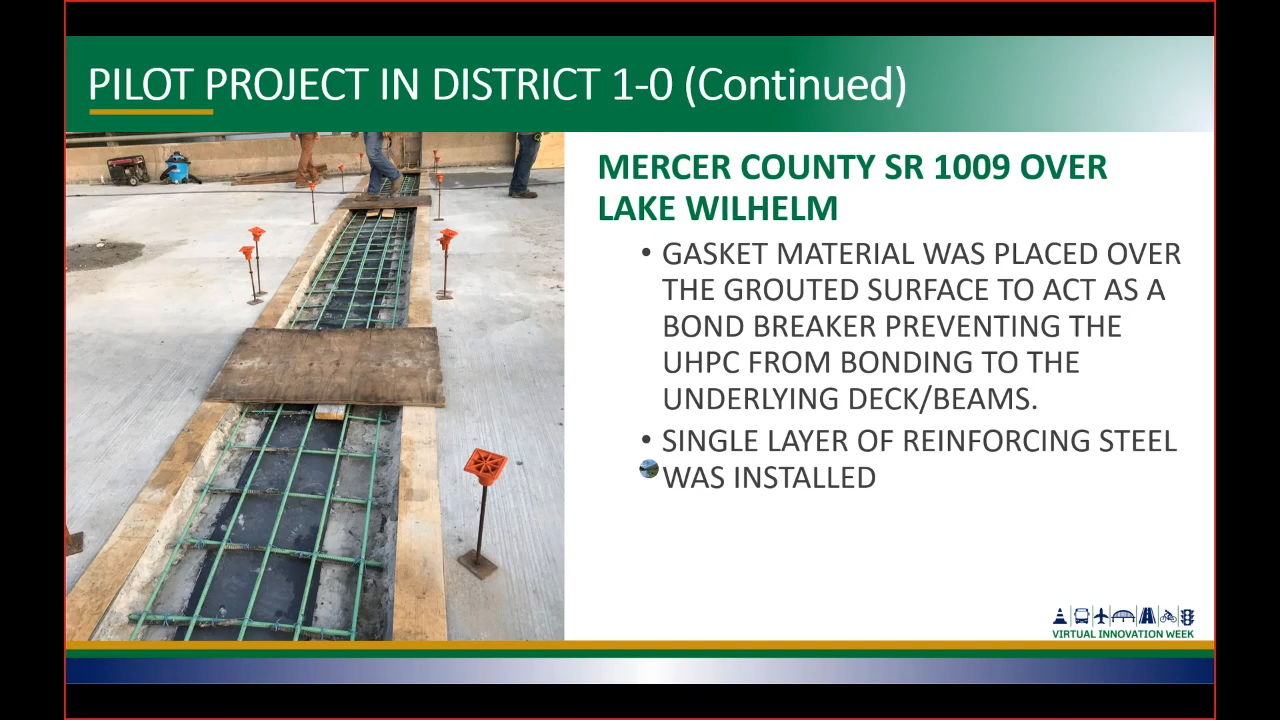 PILOT PROJECT IN DISTRICT 1-0 (Continued)
MERCER COUNTY SR 1009 OVER
LAKE WILHELM
• GASKET MATERIAL WAS PLACED OVER
THE GROUTED SURFACE TO ACT AS A
BOND BREAKER PREVENTING THE
UHPC FROM BONDING TO THE
UNDERLYING DECK/BEAMS.
• SINGLE LAYER OF REINFORCING STEEL
WAS INSTALLED
VIRTUAL INNOVATION WEEK